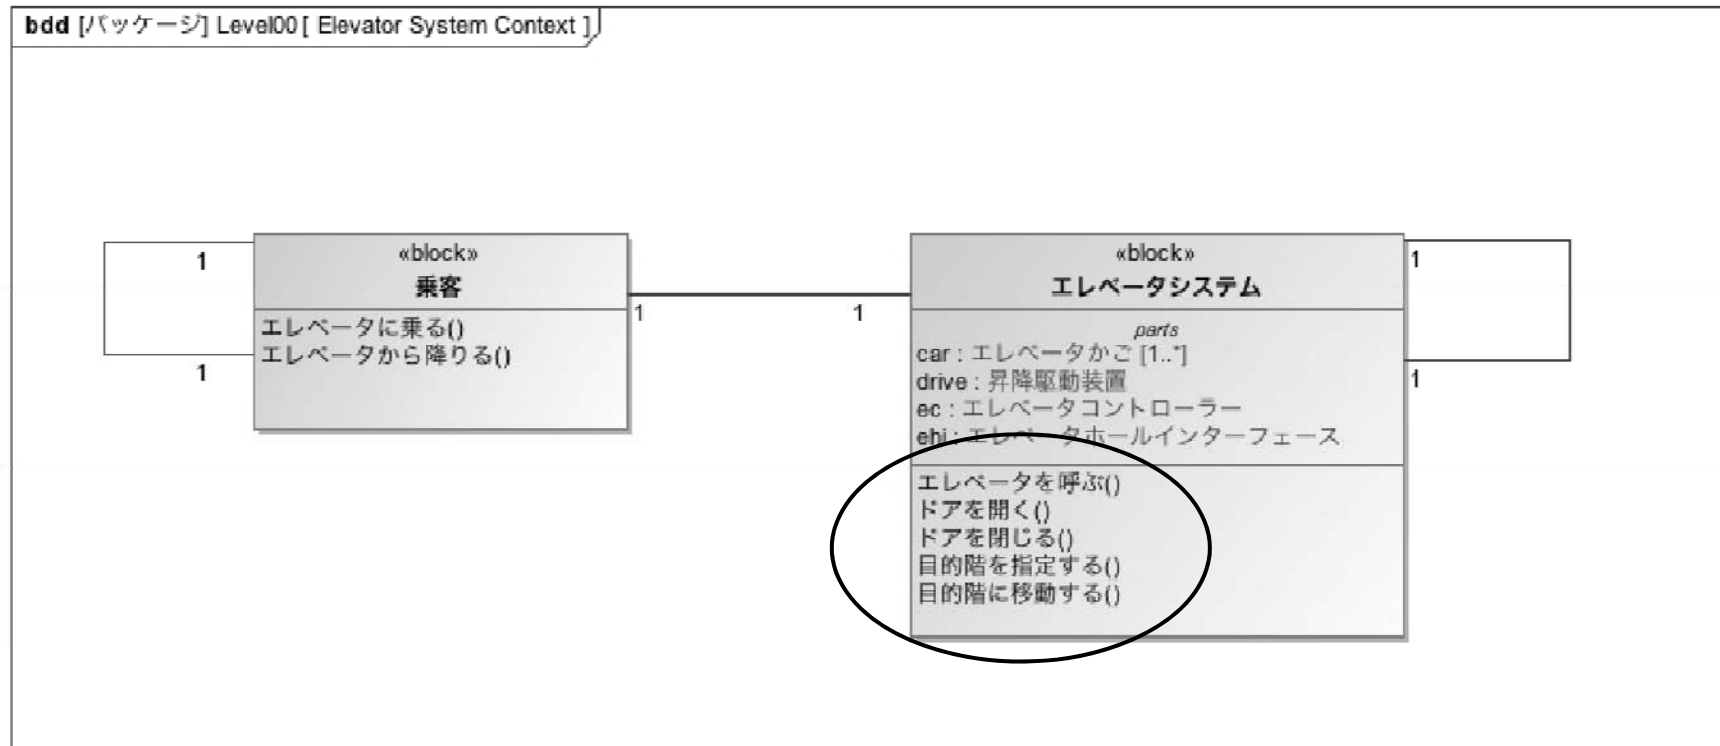 bdd [パッケージ] Level00 [ Elevator System Context ]
«block»
乗客
エレベータに乗る()
エレベータから降りる()
1
1
1
1
«block»
エレベータシステム
parts
car : エレベータかご [1..*]
drive : 昇降駆動装置
ec : エレベータコントローラー
ehi : エレベータホールインターフェース
エレベータを呼ぶ()
ドアを開く()
ドアを閉じる()
目的階を指定する()
目的階に移動する()
1
1